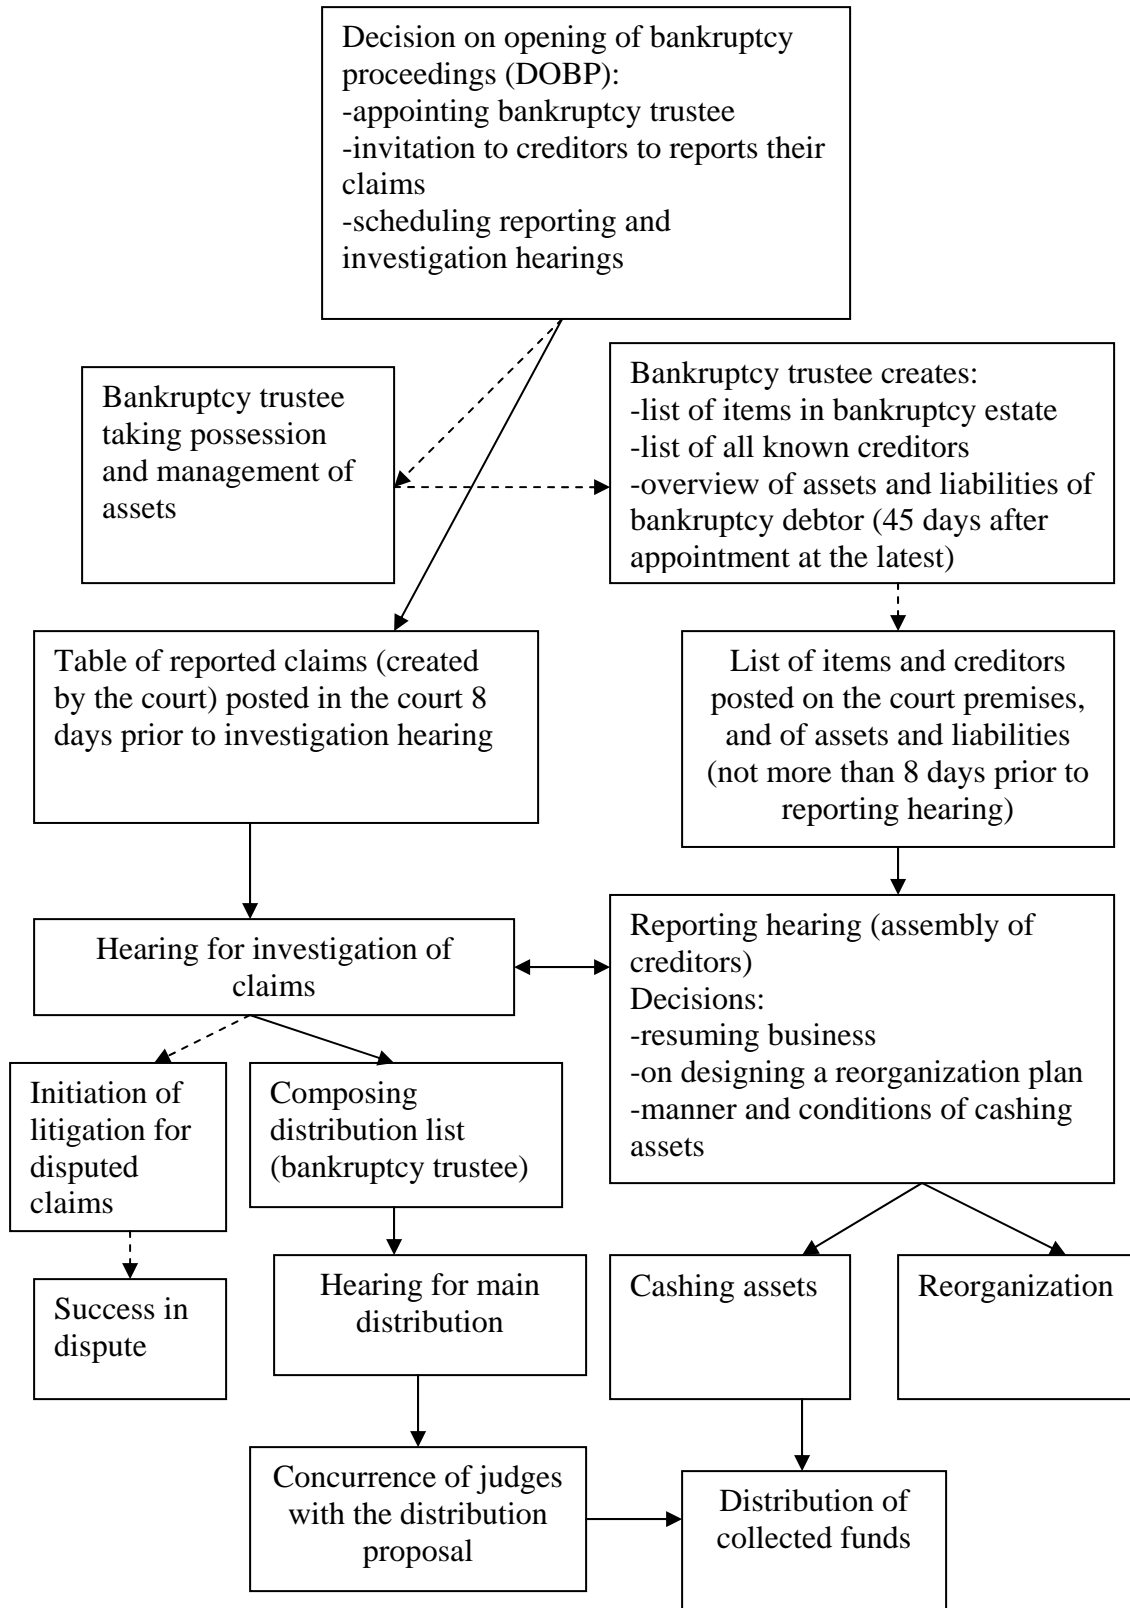 Decision on opening of bankruptcy
proceedings (DOBP):
-appointing bankruptcy trustee
-invitation to creditors to reports their
claims
-scheduling reporting and
investigation hearings
Bankruptcy trustee
taking possession
and management of
assets
Bankruptcy trustee creates:
-list of items in bankruptcy estate
-list of all known creditors
-overview of assets and liabilities of
bankruptcy debtor (45 days after
appointment at the latest)
Table of reported claims (created
by the court) posted in the court 8
days prior to investigation hearing
List of items and creditors
posted on the court premises,
and of assets and liabilities
(not more than 8 days prior to
reporting hearing)
Hearing for investigation of
claims
Reporting hearing (assembly of
creditors)
Decisions:
-resuming business
-on designing a reorganization plan
-manner and conditions of cashing
assets
Initiation of
litigation for
disputed
claims
Composing
distribution list
(bankruptcy trustee)
Success in
dispute
Hearing for main
distribution
Cashing assets
Reorganization
Concurrence of judges
with the distribution
proposal
Distribution of
collected funds